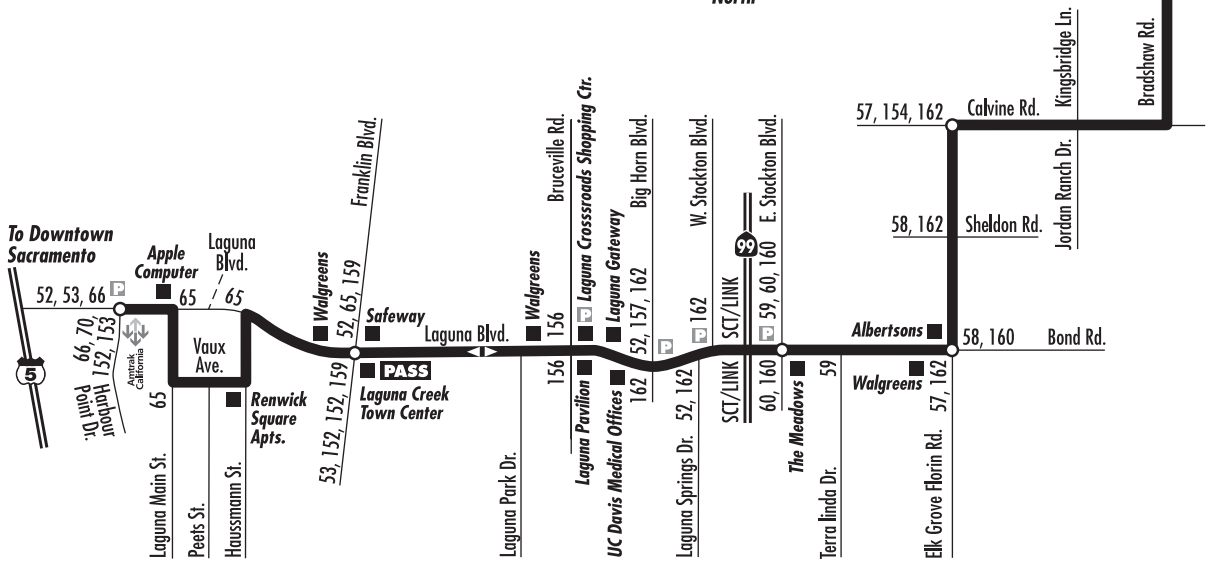 North
Kingsbridge Ln.
Bradshaw Rd.
57, 154, 162
Calvine Rd.
Jordan Ranch Dr.
58, 162
Sheldon Rd.
To Downtown
Sacramento
5
52, 53, 66
P
66, 70,
152, 153
Harbour
Point Dr.
Amtrak
California
Apple
Computer
65
Laguna
Blvd.
65
Vaux
Ave.
65
Renwick
Square
Apts.
Laguna Main St.
Peets St.
Haussmann St.
Walgreens
Franklin Blvd.
52, 65, 159
Safeway
Laguna Blvd.
PASS
Laguna Creek
Town Center
53, 152, 152, 159
Laguna Park Dr.
Walgreens
Bruceville Rd.
156
156
P
Laguna Crosssroads Shopping Ctr.
Laguna Gateway
Laguna Pavilion
UC Davis Medical Offices
Big Horn Blvd.
52, 157, 162
162
P
W. Stockton Blvd.
162
P
Laguna Springs Dr.
52, 162
99
SCT/LINK
SCT/LINK
E. Stockton Blvd.
59, 60, 160
P
60, 160
The Meadows
59
Terra linda Dr.
Albertsons
Walgreens
58, 160
Bond Rd.
57, 162
Elk Grove Florin Rd.